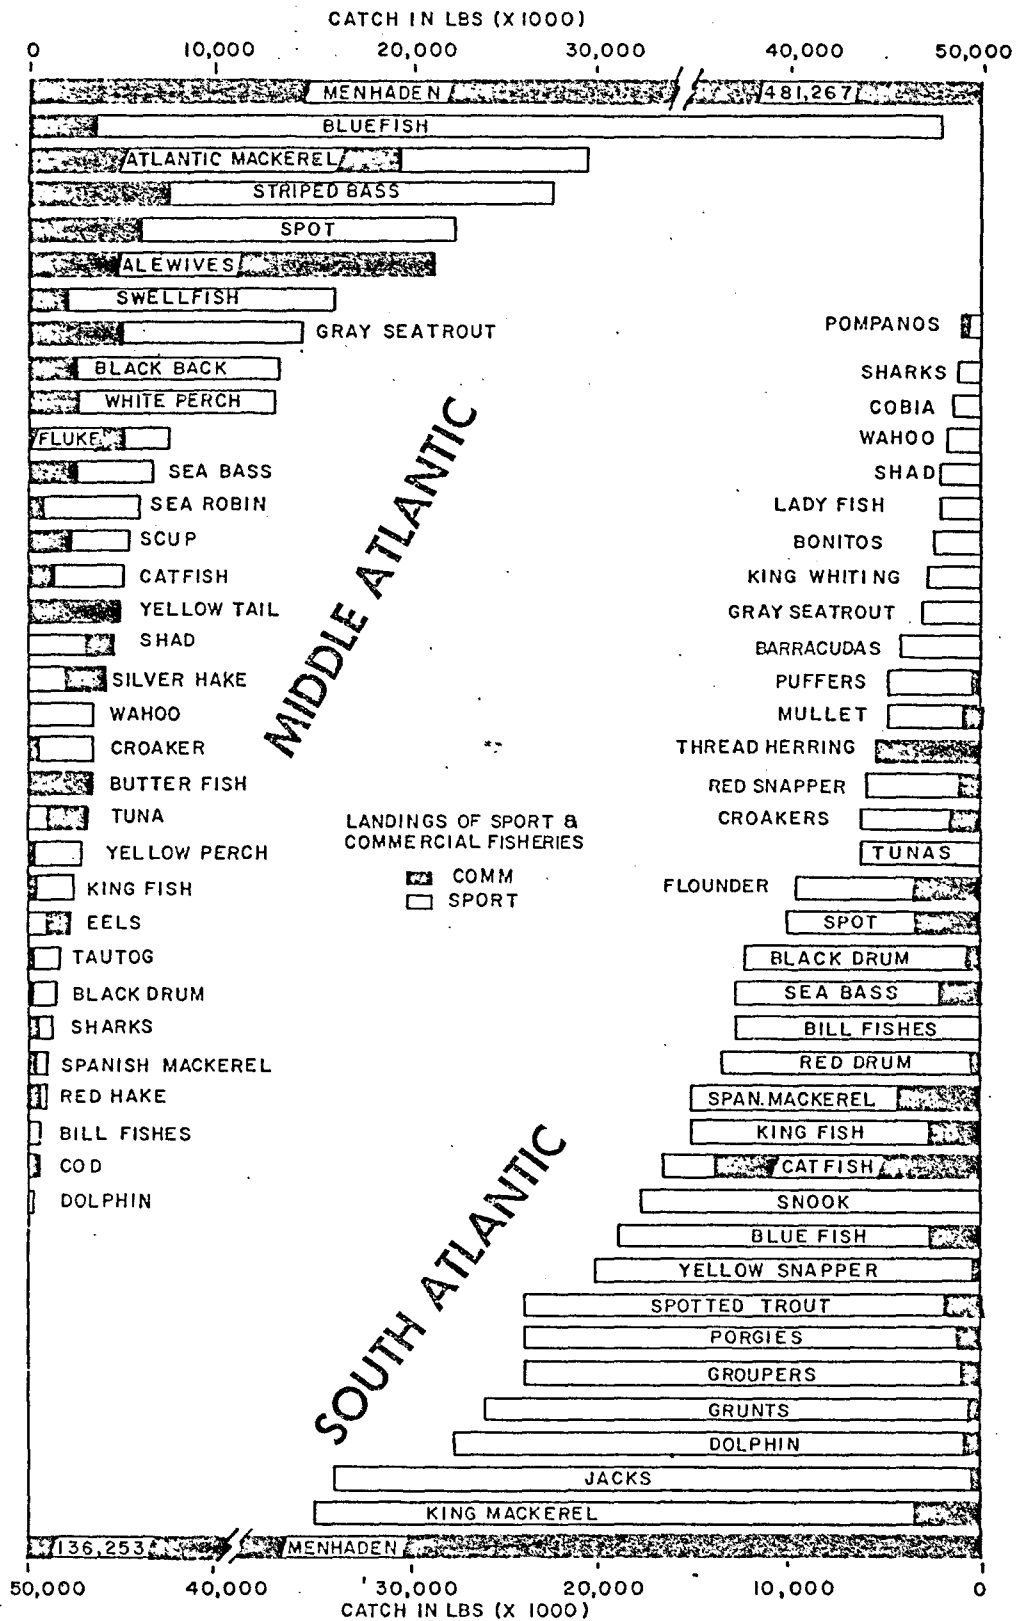 CATCH IN LBS (X1000)
0 10,000 20,000 30,000 40,000 50,000
MENHADEN 481,267
BLUEFISH
ATLANTIC MACKEREL
STRIPED BASS
SPOT
ALEWIVES
SWELLFISH
GRAY SEATROUT
BLACK BACK
WHITE PERCH
FLUKE
SEA BASS
SEA ROBIN
SCUP
CATFISH
YELLOW TAIL
SHAD
SILVER HAKE
WAHOO
CROAKER
BUTTER FISH
TUNA
YELLOW PERCH
KING FISH
EELS
TAUTOG
BLACK DRUM
SHARKS
SPANISH MACKEREL
RED HAKE
BILL FISHES
COD
DOLPHIN
MIDDLE ATLANTIC
LANDINGS OF SPORT &
COMMERCIAL FISHERIES
COMM
SPORT
POMPANOS
SHARKS
COBIA
WAHOO
SHAD
LADY FISH
BONITOS
KING WHITING
GRAY SEATROUT
BARRACUDAS
PUFFERS
MULLET
THREAD HERRING
RED SNAPPER
CROAKERS
TUNAS
FLOUNDER
SPOT
BLACK DRUM
SEA BASS
BILL FISHES
RED DRUM
SPAN. MACKEREL
KING FISH
CATFISH
SNOOK
BLUE FISH
YELLOW SNAPPER
SPOTTED TROUT
PORGIES
GROUPERS
GRUNTS
DOLPHIN
JACKS
KING MACKEREL
SOUTH ATLANTIC
136,253 MENHADEN
50,000 40,000 30,000 20,000 10,000 0
CATCH IN LBS (X 1000)